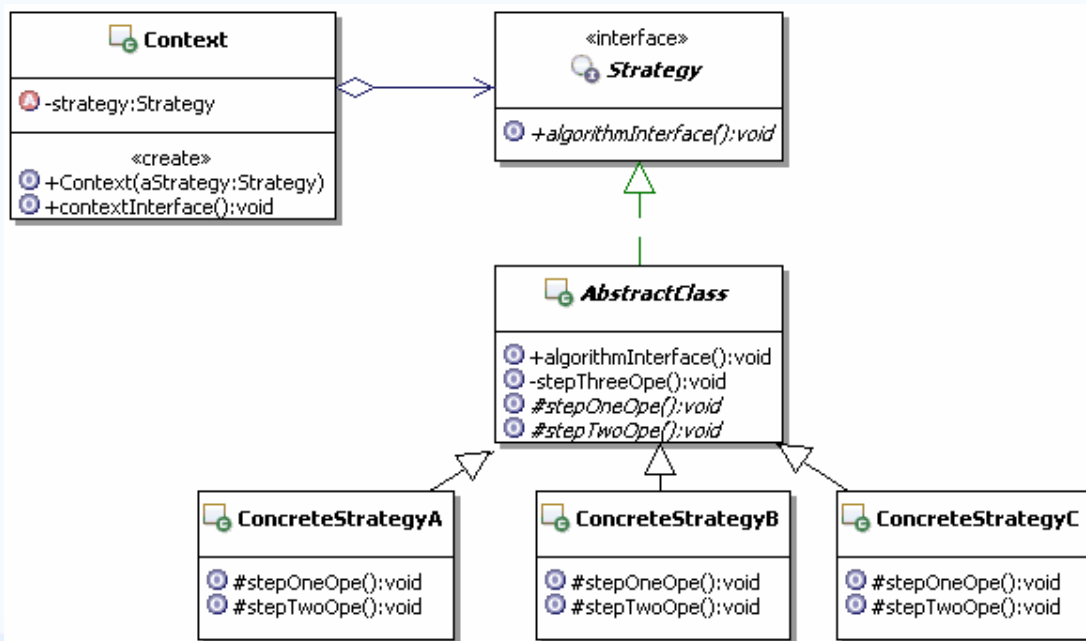 Context
-strategy:Strategy
«create»
+Context(aStrategy:Strategy)
+contextInterface():void
«interface»
Strategy
+algorithmInterface():void
AbstractClass
+algorithmInterface():void
-stepThreeOpe():void
#stepOneOpe():void
#stepTwoOpe():void
ConcreteStrategyA
#stepOneOpe():void
#stepTwoOpe():void
ConcreteStrategyB
#stepOneOpe():void
#stepTwoOpe():void
ConcreteStrategyC
#stepOneOpe():void
#stepTwoOpe():void